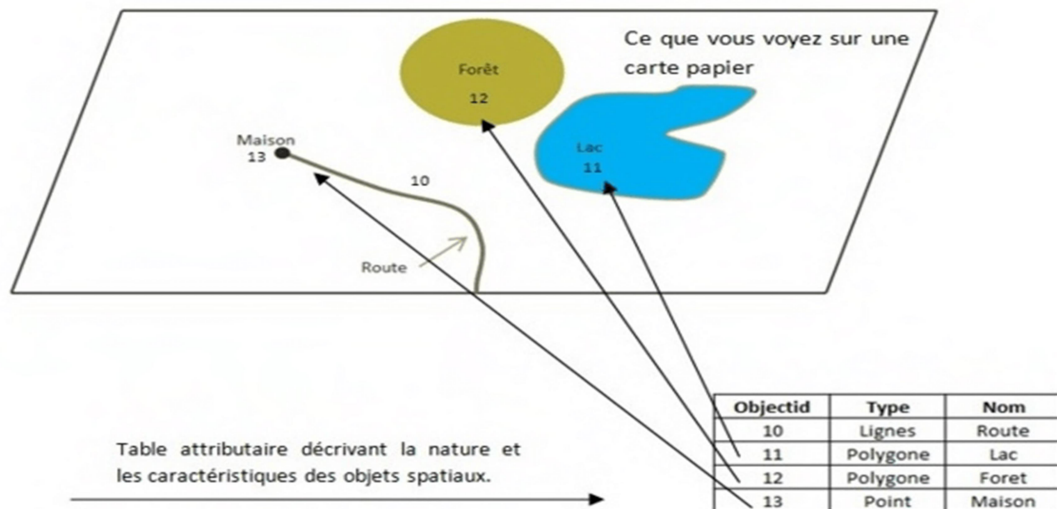 Ce que vous voyez sur une
carte papier
Forêt
12
Maison
13
Lac
11
10
Route
Table attributaire décrivant la nature et
les caractéristiques des objets spatiaux.
Objectid Type Nom
10 Lignes Route
11 Polygone Lac
12 Polygone Foret
13 Point Maison